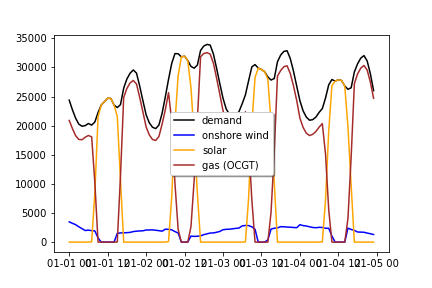 35000
30000
25000
20000
15000
10000
5000
0
demand
onshore wind
solar
gas (OCGT)
01-01 00 01-01 12 01-02 00 01-02 12 01-03 00 01-03 12 01-04 00 01-04 12 01-05 00